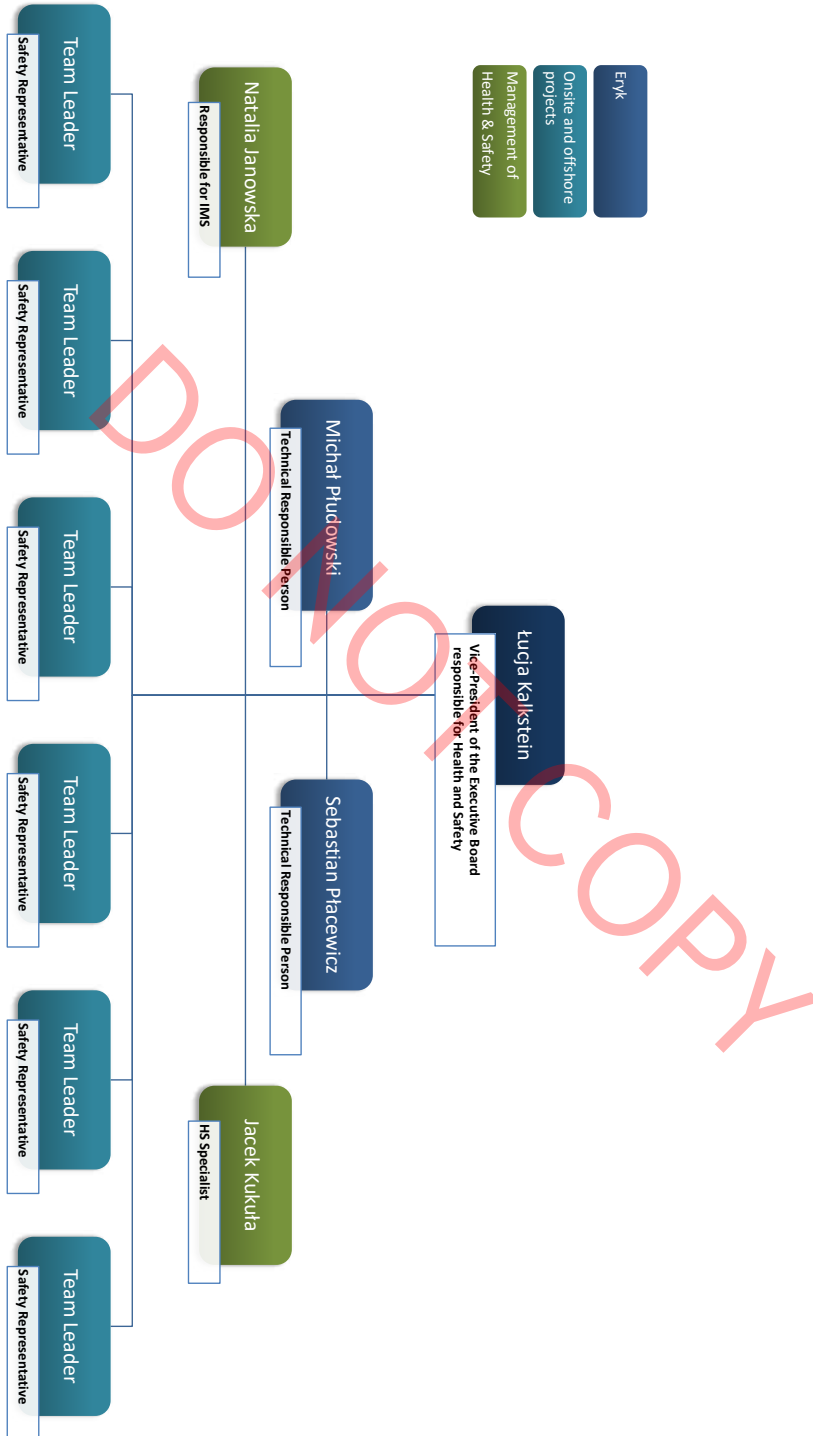 Eryk
Onsite and offshore
projects
Management of
Health & Safety
Łucja Kalkstein
Vice-President of the Executive Board
responsible for Health and Safety
Michał Płudowski
Technical Responsible Person
Sebastian Płacewicz
Technical Responsible Person
Natalia Janowska
Responsible for IMS
Jacek Kukuła
HS Specialist
Team Leader
Safety Representative
Team Leader
Safety Representative
Team Leader
Safety Representative
Team Leader
Safety Representative
Team Leader
Safety Representative
Team Leader
Safety Representative
DO NOT COPY